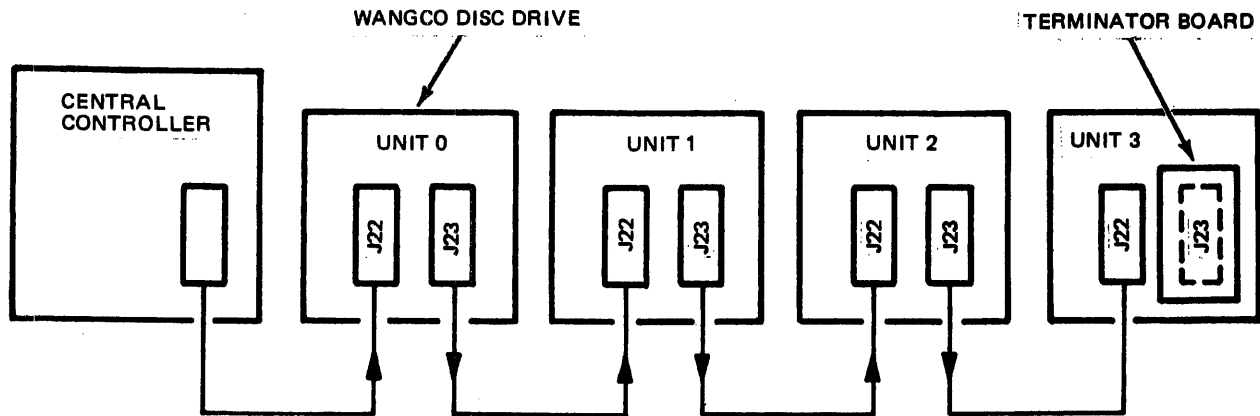 WANGCO DISC DRIVE
TERMINATOR BOARD
CENTRAL
CONTROLLER
UNIT 0
UNIT 1
UNIT 2
UNIT 3
J22
J23
J22
J23
J22
J23
J22
J23